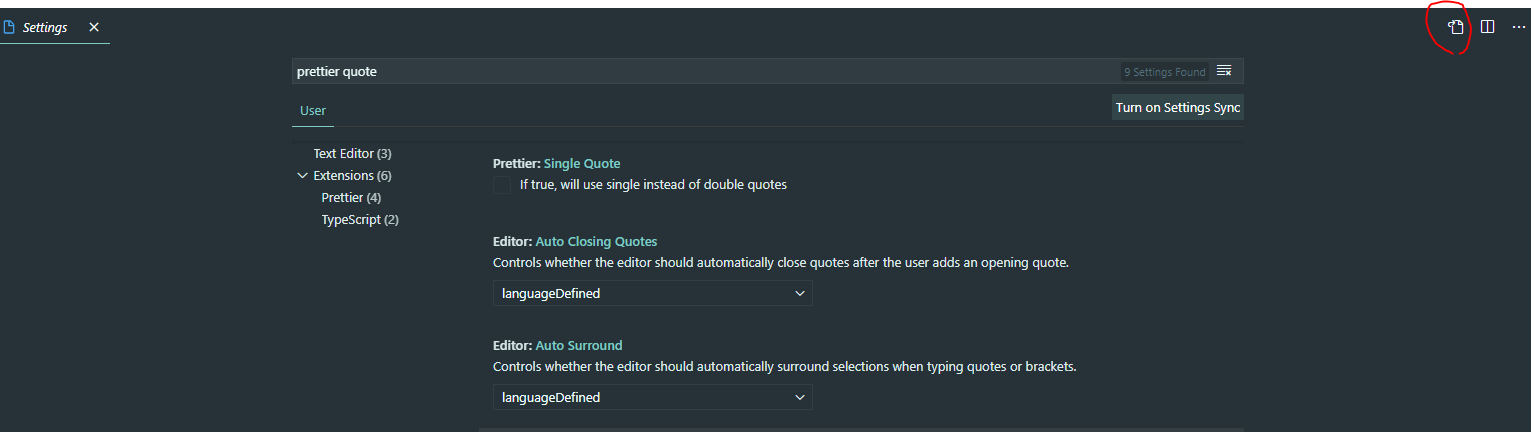 Settings
prettier quote
9 Settings Found
User
Turn on Settings Sync
Text Editor (3)
Extensions (6)
Prettier (4)
TypeScript (2)
Prettier: Single Quote
If true, will use single instead of double quotes
Editor: Auto Closing Quotes
Controls whether the editor should automatically close quotes after the user adds an opening quote.
languageDefined
Editor: Auto Surround
Controls whether the editor should automatically surround selections when typing quotes or brackets.
languageDefined